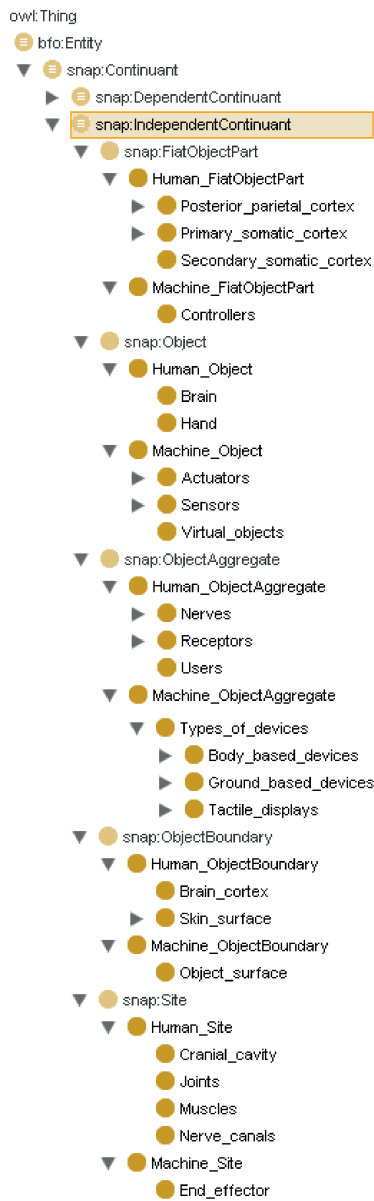 owl:Thing
bfo:Entity
snap:Continuant
snap:DependentContinuant
snap:IndependentContinuant
snap:FiatObjectPart
Human_FiatObjectPart
Posterior_parietal_cortex
Primary_somatic_cortex
Secondary_somatic_cortex
Machine_FiatObjectPart
Controllers
snap:Object
Human_Object
Brain
Hand
Machine_Object
Actuators
Sensors
Virtual_objects
snap:ObjectAggregate
Human_ObjectAggregate
Nerves
Receptors
Users
Machine_ObjectAggregate
Types_of_devices
Body_based_devices
Ground_based_devices
Tactile_displays
snap:ObjectBoundary
Human_ObjectBoundary
Brain_cortex
Skin_surface
Machine_ObjectBoundary
Object_surface
snap:Site
Human_Site
Cranial_cavity
Joints
Muscles
Nerve_canals
Machine_Site
End_effector